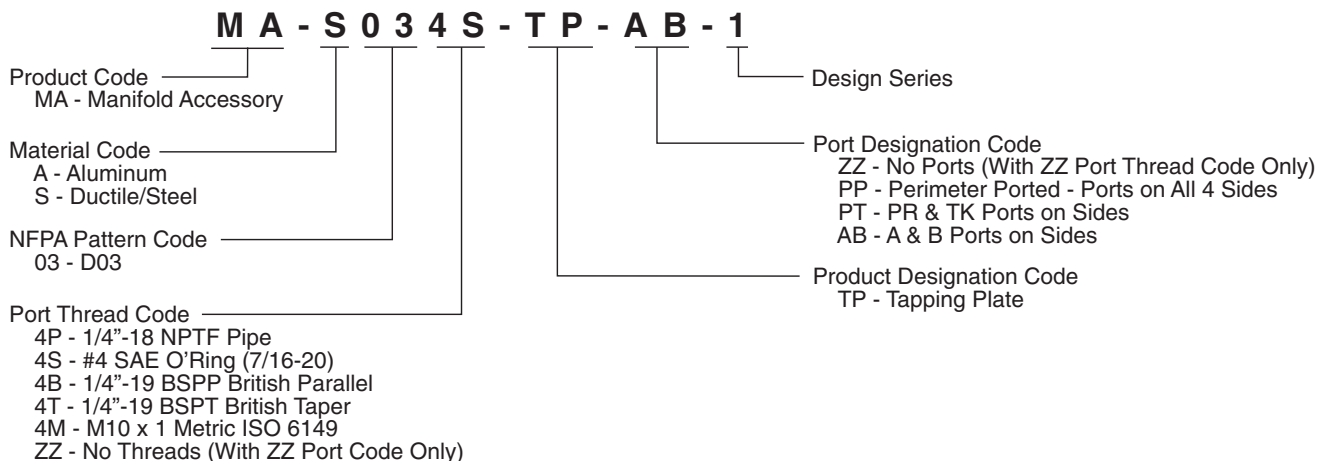 MA-S034S-TP-AB-1
Product Code
MA - Manifold Accessory
Material Code
A - Aluminum
S - Ductile/Steel
NFPA Pattern Code
03 - D03
Port Thread Code
4P - 1/4”-18 NPTF Pipe
4S - #4 SAE O’Ring (7/16-20)
4B - 1/4”-19 BSPP British Parallel
4T - 1/4”-19 BSPT British Taper
4M - M10 x 1 Metric ISO 6149
ZZ - No Threads (With ZZ Port Code Only)
Design Series
Port Designation Code
ZZ - No Ports (With ZZ Port Thread Code Only)
PP - Perimeter Ported - Ports on All 4 Sides
PT - PR & TK Ports on Sides
AB - A & B Ports on Sides
Product Designation Code
TP - Tapping Plate